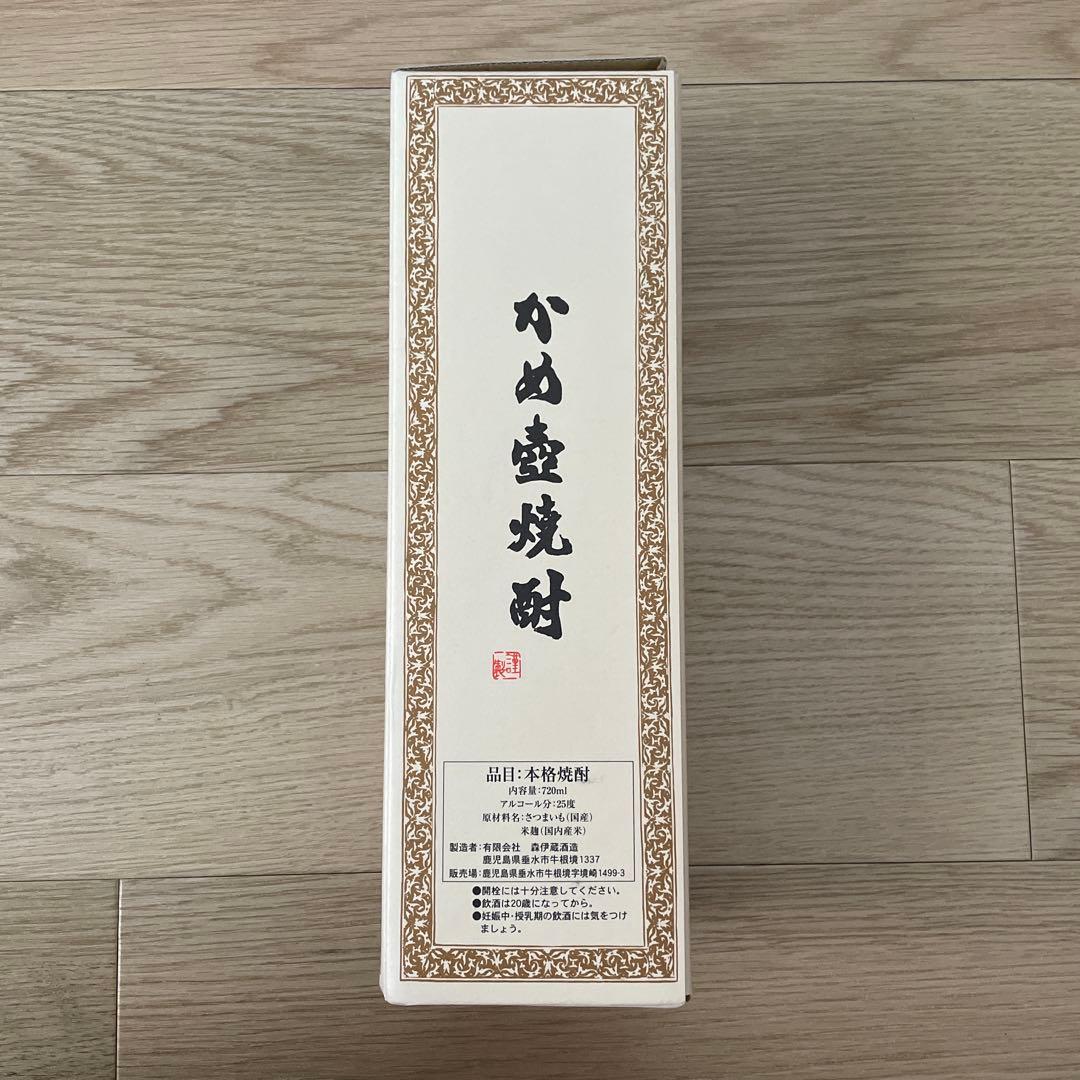 かめ壺焼酎
謹製
品目:本格焼酎
内容量:720ml
アルコール分:25度
原材料名:さつまいも(国産)
米麹(国内産米)
製造者:有限会社 森伊蔵酒造
鹿児島県垂水市牛根境1337
販売場:鹿児島県垂水市牛根境字境崎1499-3
●開栓には十分注意してください。
●飲酒は20歳になってから。
●妊娠中・授乳期の飲酒には気をつけ
ましょう。